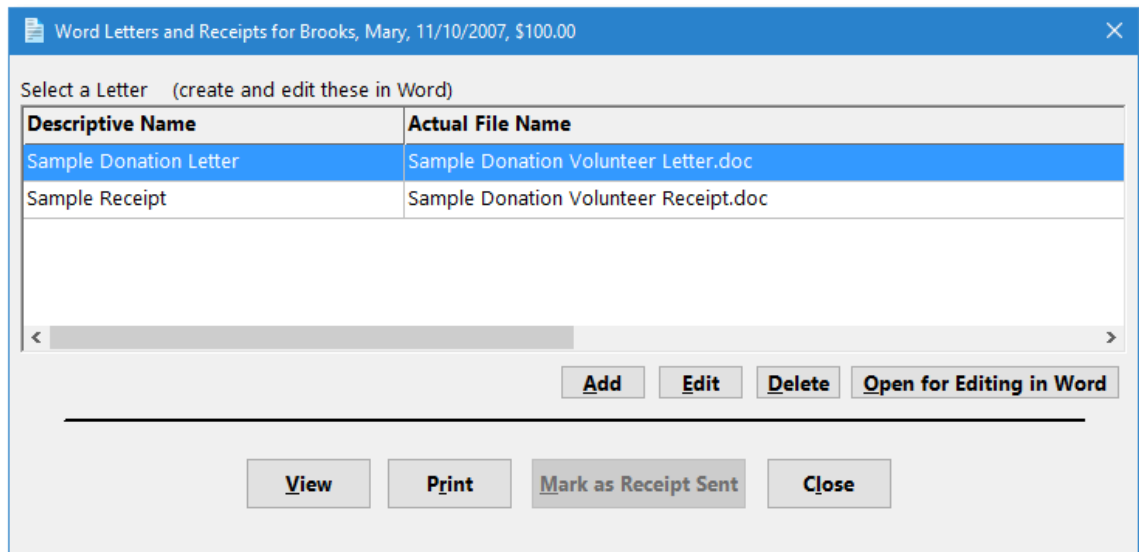 Word Letters and Receipts for Brooks, Mary, 11/10/2007, $100.00
Select a Letter (create and edit these in Word)
Descriptive Name Actual File Name
Sample Donation Letter Sample Donation Volunteer Letter.doc
Sample Receipt Sample Donation Volunteer Receipt.doc
Add Edit Delete Open for Editing in Word
View Print Mark as Receipt Sent Close